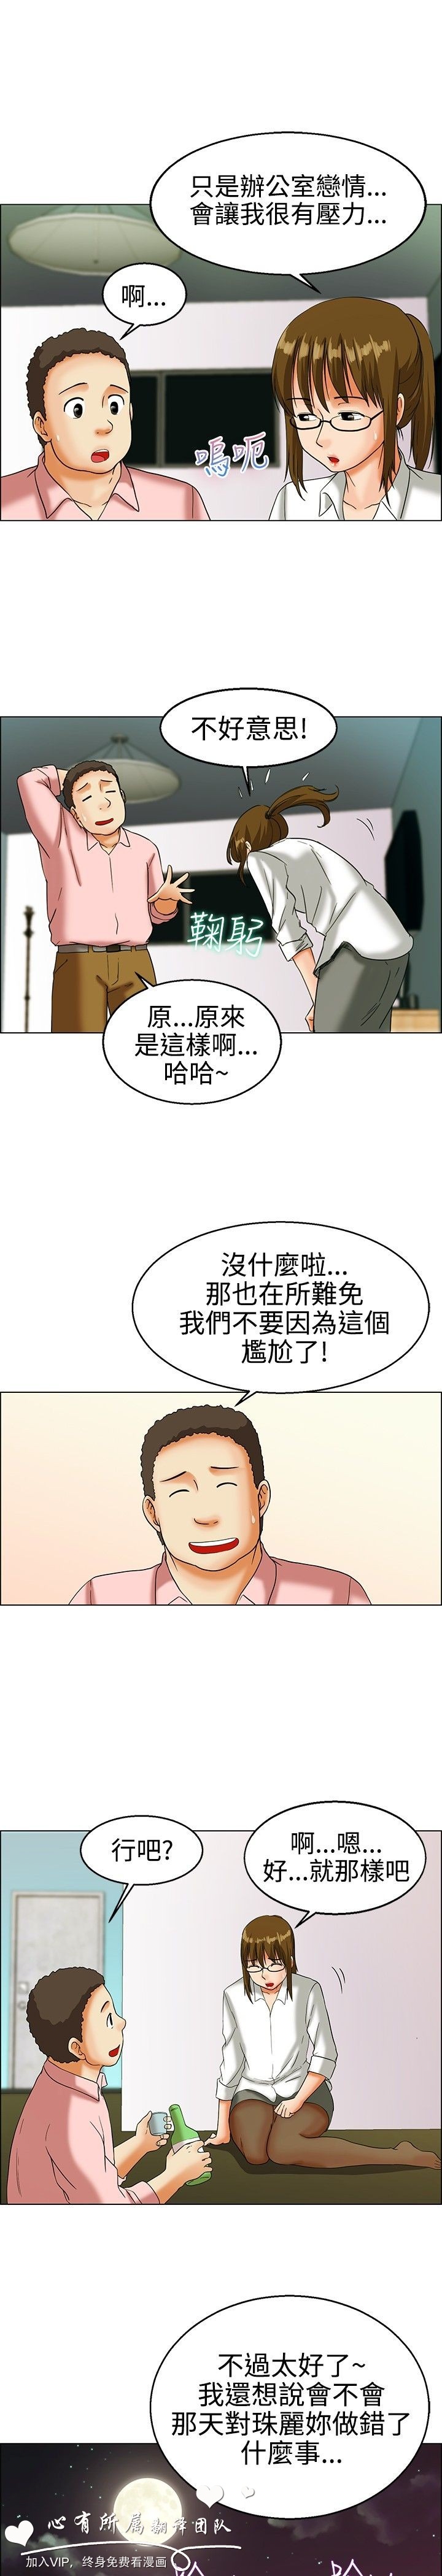 只是辦公室戀情...
會讓我很有壓力...
啊...
嗚呃
不好意思!
鞠躬
原...原來
是這樣啊...
哈哈~
沒什麼啦...
那也在所難免
我們不要因為這個
尷尬了!
行吧?
啊...嗯...
好...就那樣吧
不過太好了~
我還想說會不會
那天對珠麗妳做錯了
什麼事...
心有所屬翻译团队
加入VIP，终身免费看漫画